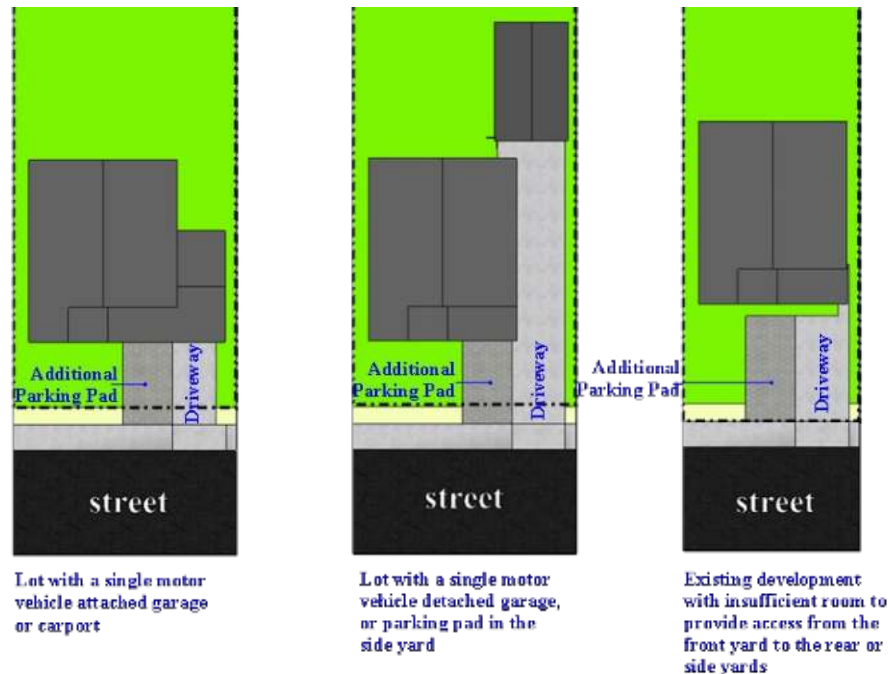 Additional
Parking Pad
Driveway
street
Lot with a single motor
vehicle attached garage
or carport
Additional
Parking Pad
Driveway
street
Lot with a single motor
vehicle detached garage,
or parking pad in the
side yard
Additional
Parking Pad
Driveway
street
Existing development
with insufficient room to
provide access from the
front yard to the rear or
side yards